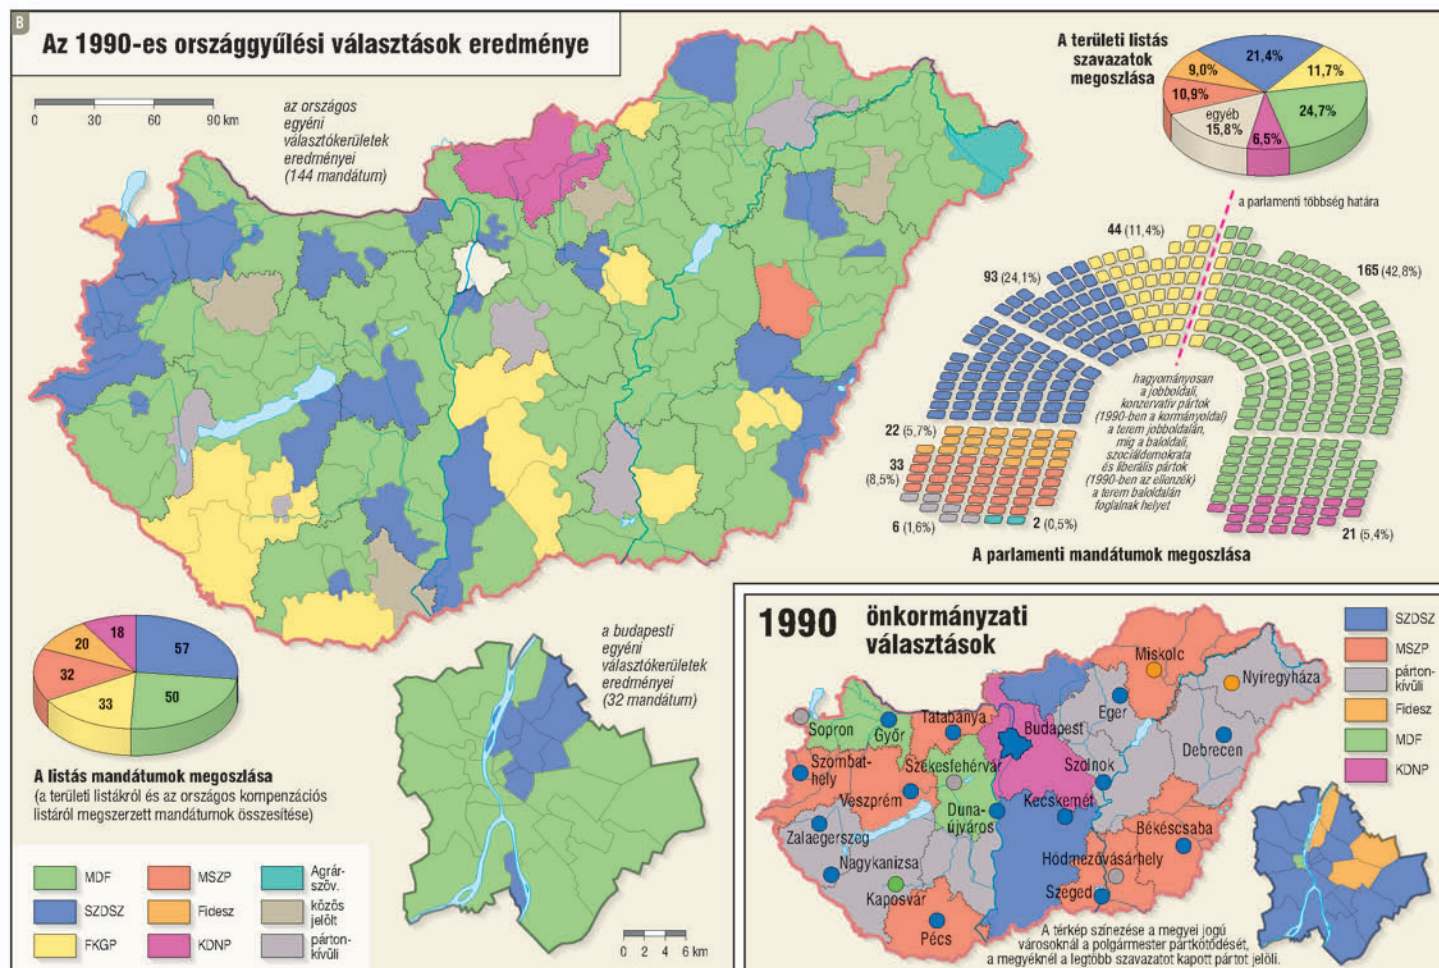 B
Az 1990-es országgyűlési választások eredménye
0 30 60 90 km
az országos
egyéni
választókerületek
eredményei
(144 mandátum)
A területi listás
szavazatok
megoszlása
21,4%
11,7%
24,7%
6,5%
egyéb
15,8%
10,9%
9,0%
a parlamenti többség határa
44 (11,4%)
93 (24,1%)
165 (42,8%)
22 (5,7%)
33
(8,5%)
6 (1,6%)
2 (0,5%)
21 (5,4%)
hagyományosan
a jobboldali,
konzervatív pártok
(1990-ben a kormányoldal)
a terem jobboldalán,
míg a baloldali,
szociáldemokrata
és liberális pártok
(1990-ben az ellenzék)
a terem baloldalán
foglalnak helyet
A parlamenti mandátumok megoszlása
18
57
50
33
32
20
A listás mandátumok megoszlása
(a területi listákról és az országos kompenzációs
listáról megszerzett mandátumok összesítése)
MDF
SZDSZ
FKGP
MSZP
Fidesz
KDNP
Agrár-
szöv.
közös
jelölt
párton-
kívüli
a budapesti
egyéni
választókerületek
eredményei
(32 mandátum)
0 2 4 6 km
1990 önkormányzati
választások
SZDSZ
MSZP
párton-
kívüli
Fidesz
MDF
KDNP
Miskolc
Nyíregyháza
Eger
Debrecen
Tatabánya
Budapest
Sopron
Győr
Székesfehérvár
Szolnok
Szombat-
hely
Veszprém
Duna-
újváros
Kecskemét
Zalaegerszeg
Békéscsaba
Nagykanizsa
Hódmezővásárhely
Kaposvár
Szeged
Pécs
A térkép színezése a megyei jogú
városoknál a polgármester pártkötődését,
a megyéknél a legtöbb szavazatot kapott pártot jelöli.